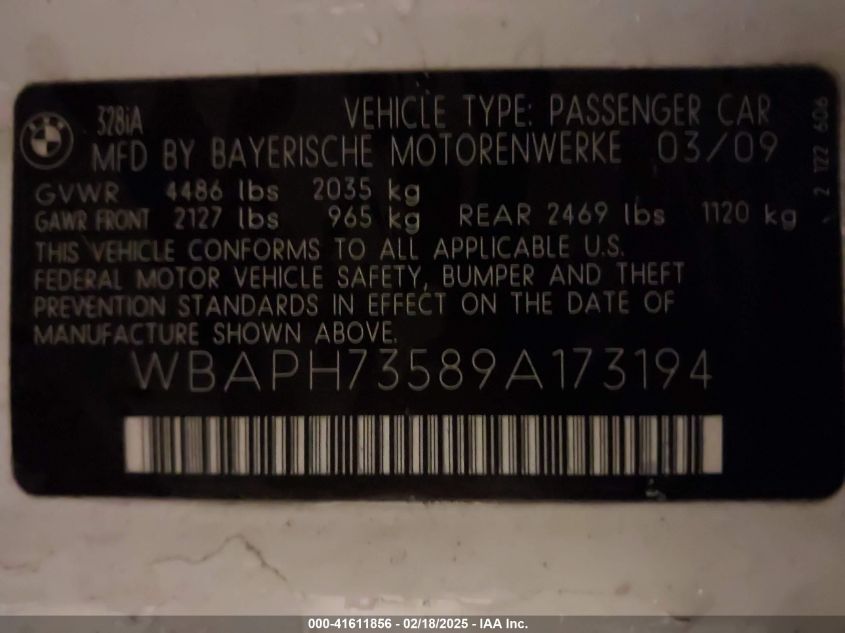 328iA VEHICLE TYPE: PASSENGER CAR
MFD BY BAYERISCHE MOTORENWERKE 03/09
GVWR 4486 lbs 2035 kg
GAWR FRONT 2127 lbs 965 kg REAR 2469 lbs 1120 kg
THIS VEHICLE CONFORMS TO ALL APPLICABLE U.S.
FEDERAL MOTOR VEHICLE SAFETY, BUMPER AND THEFT
PREVENTION STANDARDS IN EFFECT ON THE DATE OF
MANUFACTURE SHOWN ABOVE.
WBAPH73589A173194
2 122 606
000-41611856 - 02/18/2025 - IAA Inc.